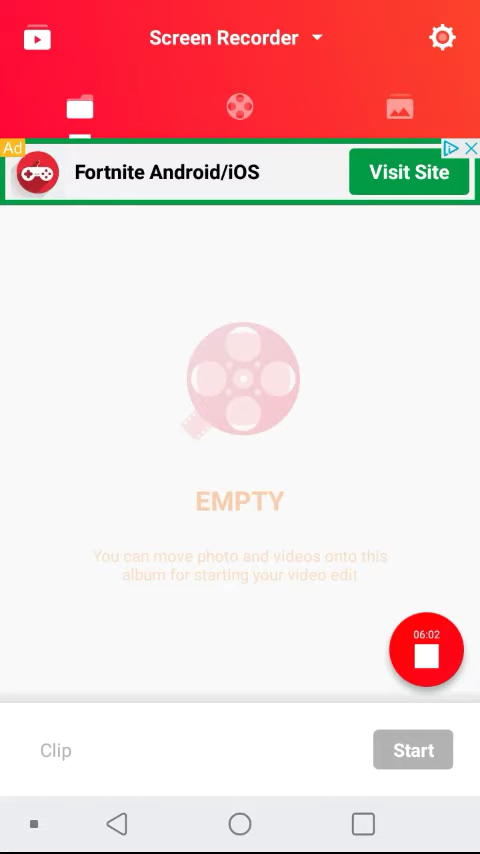 Screen Recorder
Ad
Fortnite Android/iOS
Visit Site
EMPTY
You can move photo and videos onto this
album for starting your video edit
06:02
Clip
Start